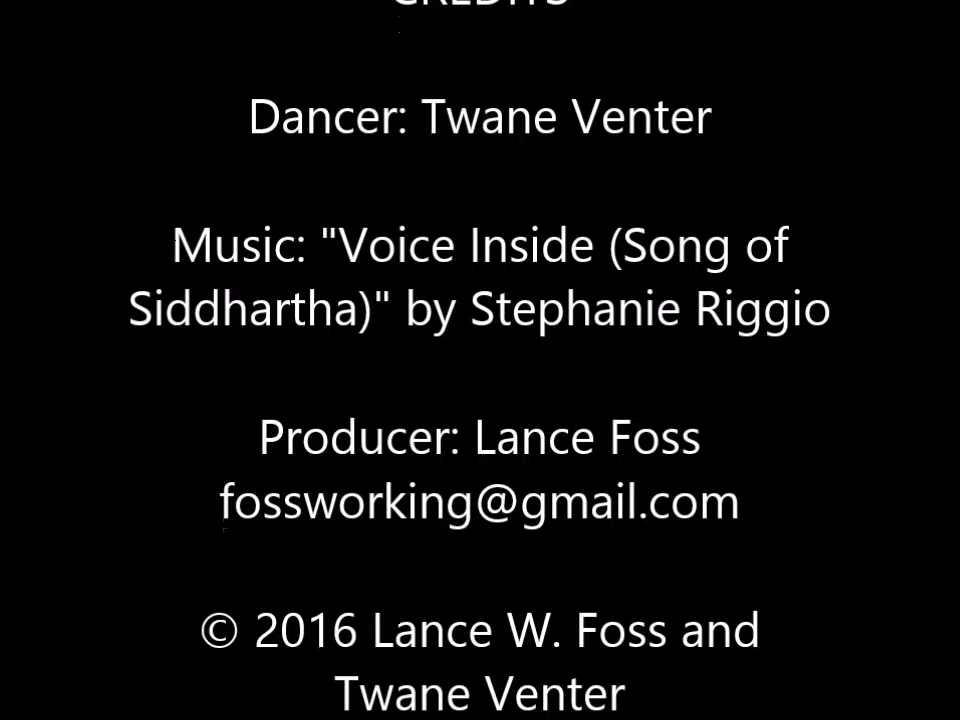 CREDITS
Dancer: Twane Venter
Music: "Voice Inside (Song of
Siddhartha)" by Stephanie Riggio
Producer: Lance Foss
fossworking@gmail.com
© 2016 Lance W. Foss and
Twane Venter